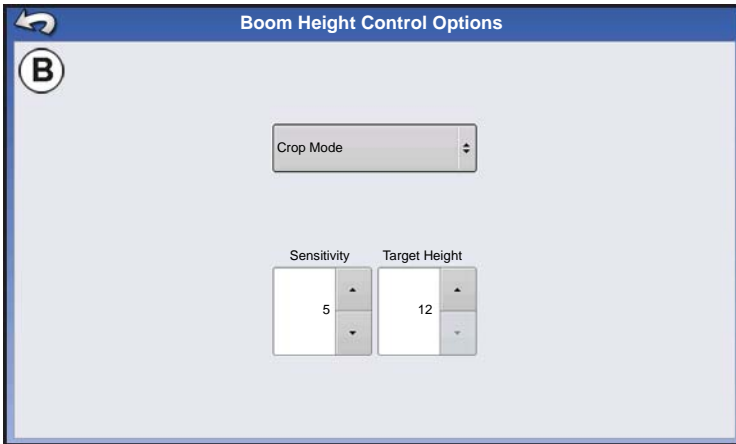 Boom Height Control Options
B
Crop Mode
Sensitivity Target Height
5 12